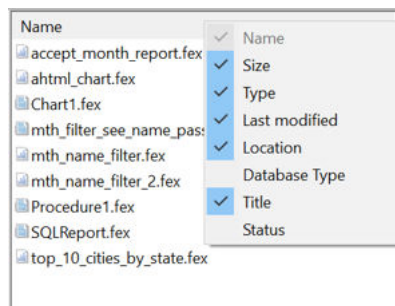 Name
accept_month_report.fex
ahtml_chart.fex
Chart1.fex
mth_filter_see_name_pas
mth_name_filter.fex
mth_name_filter_2.fex
Procedure1.fex
SQLReport.fex
top_10_cities_by_state.fex
Name
Size
Type
Last modified
Location
Database Type
Title
Status